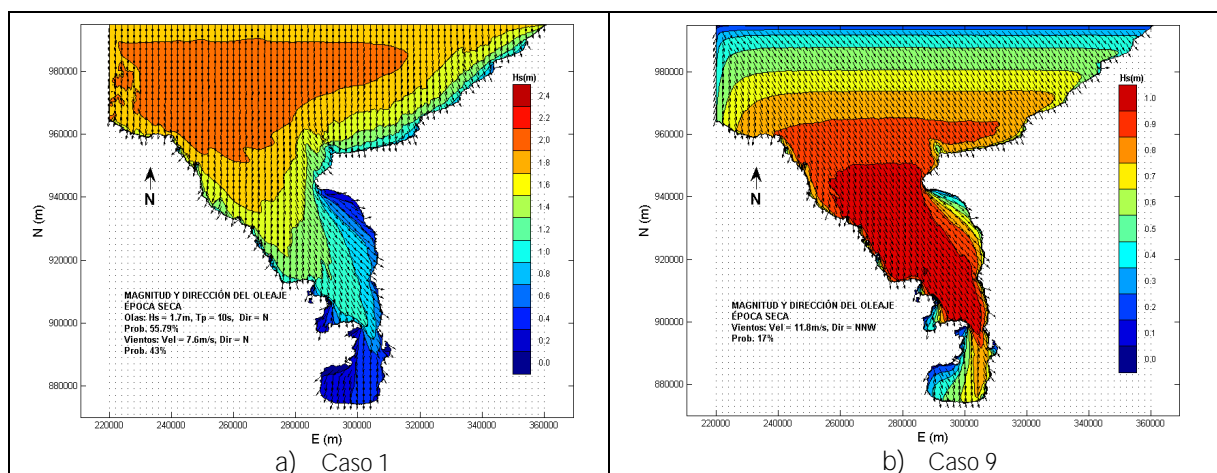 980000
960000
940000
920000
900000
880000
N (m)
N
Hs(m)
2.4
2.0
1.8
1.6
1.4
1.2
1.0
0.8
0.6
0.4
0.2
0.0
MAGNITUD Y DIRECCIÓN DEL OLEAJE
ÉPOCA SECA
Olas: Hs = 1.7m, Tp = 10s, Dir = N
Prob. 55.79%
Vientos: Vel = 7.6m/s, Dir = N
Prob. 43%
220000 240000 260000 280000 300000 320000 340000 360000
E (m)
a) Caso 1
980000
960000
940000
920000
900000
880000
N (m)
N
Hs(m)
1.0
0.9
0.8
0.7
0.6
0.5
0.4
0.3
0.2
0.1
0.0
MAGNITUD Y DIRECCIÓN DEL OLEAJE
ÉPOCA SECA
Vientos: Vel = 11.8m/s, Dir = NNW
Prob. 17%
220000 240000 260000 280000 300000 320000 340000 360000
E (m)
b) Caso 9